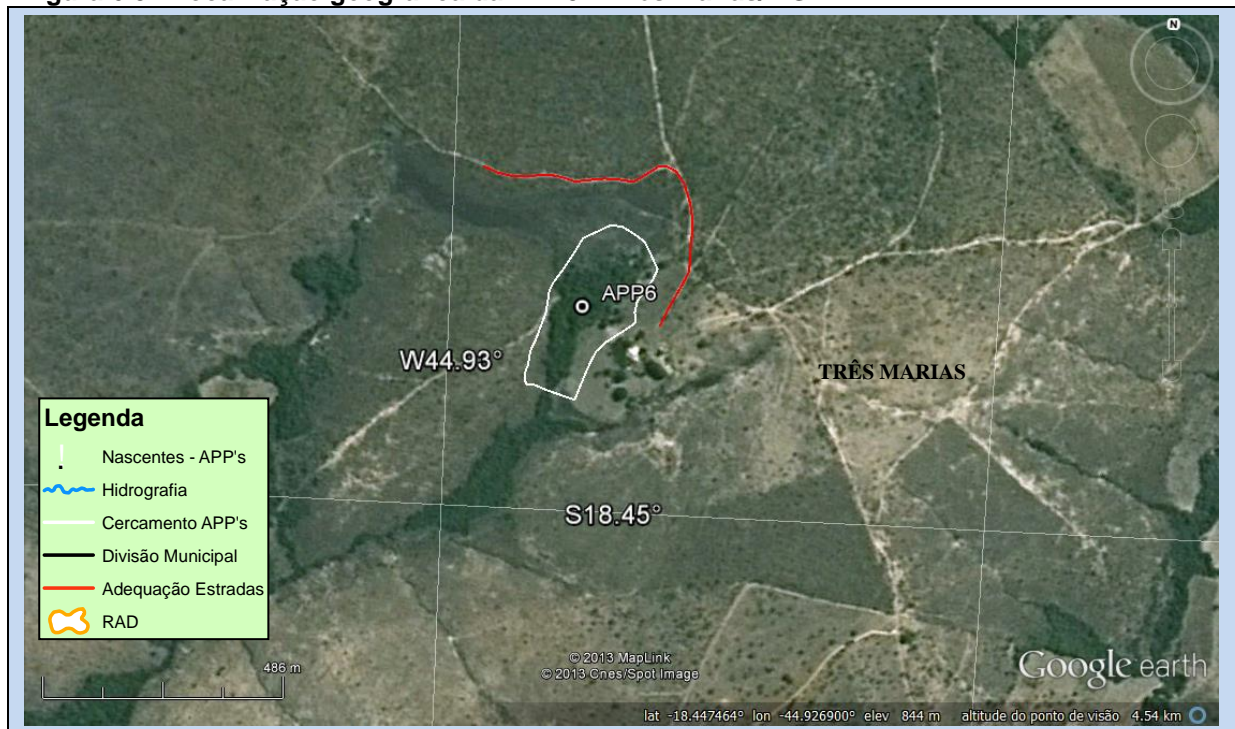 N
APP6
W44.93°
TRÊS MARIAS
Legenda
Nascentes - APP's
Hidrografia
Cercamento APP's
Divisão Municipal
Adequação Estradas
RAD
S18.45°
486 m
© 2013 MapLink
© 2013 Cnes/Spot Image
Google earth
lat -18.447464° lon -44.926900° elev 844 m altitude do ponto de visão 4.54 km